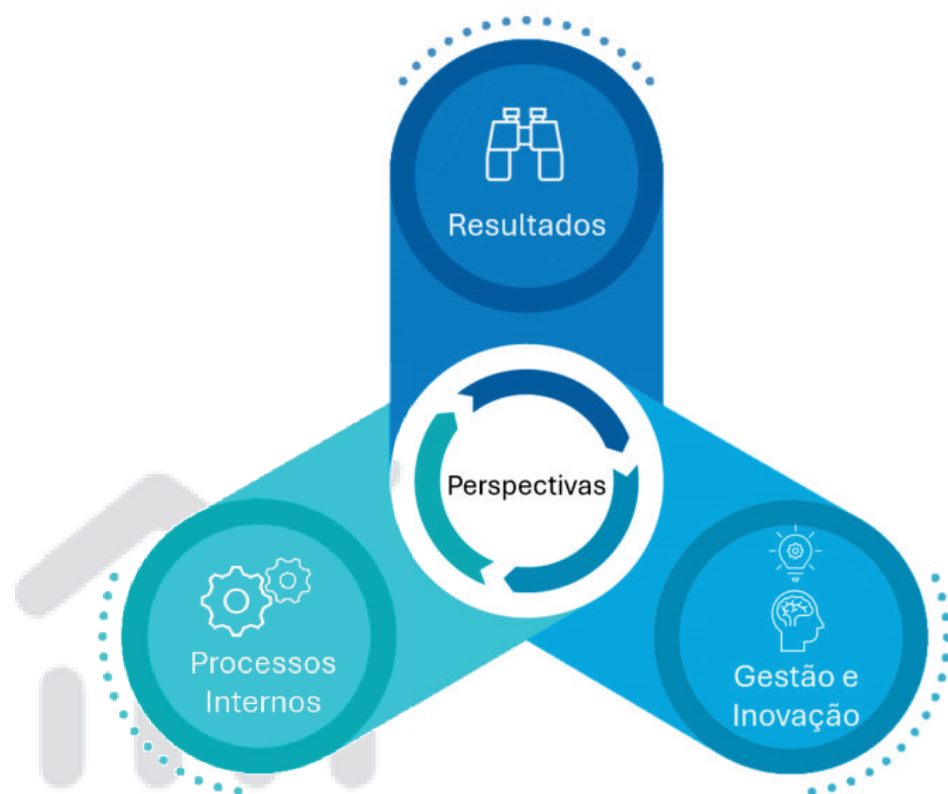 Resultados
Perspectivas
Processos
Internos
Gestão e
Inovação